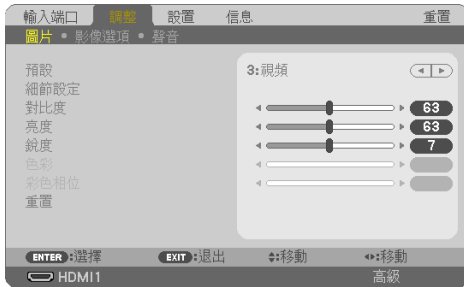 輸入端口 調整 設置 信息 重置
圖片 • 影像選項 • 聲音
預設 3:視頻
細節設定
對比度 63
亮度 63
銳度 7
色彩
彩色相位
重置
ENTER:選擇 EXIT:退出 :移動 :移動
HDMI1 高級